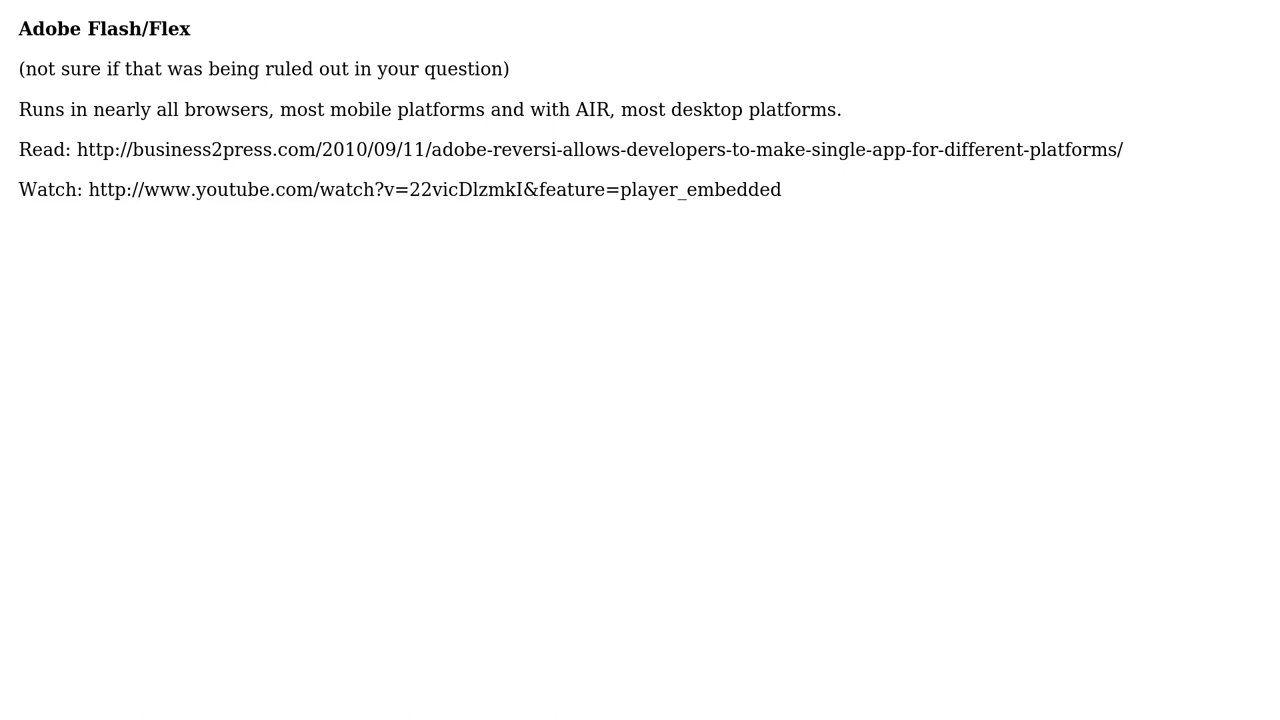 Adobe Flash/Flex
(not sure if that was being ruled out in your question)
Runs in nearly all browsers, most mobile platforms and with AIR, most desktop platforms.
Read: http://business2press.com/2010/09/11/adobe-reversi-allows-developers-to-make-single-app-for-different-platforms/
Watch: http://www.youtube.com/watch?v=22vicDlzmkI&feature=player_embedded